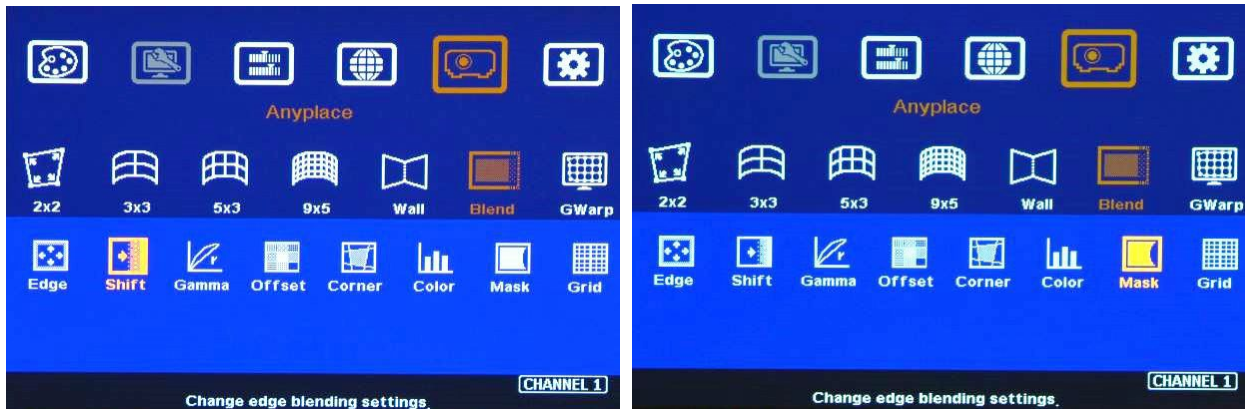 Anyplace
2x2 3x3 5x3 9x5 Wall Blend GWarp
Edge Shift Gamma Offset Corner Color Mask Grid
CHANNEL 1
Change edge blending settings.
Anyplace
2x2 3x3 5x3 9x5 Wall Blend GWarp
Edge Shift Gamma Offset Corner Color Mask Grid
CHANNEL 1
Change edge blending settings.